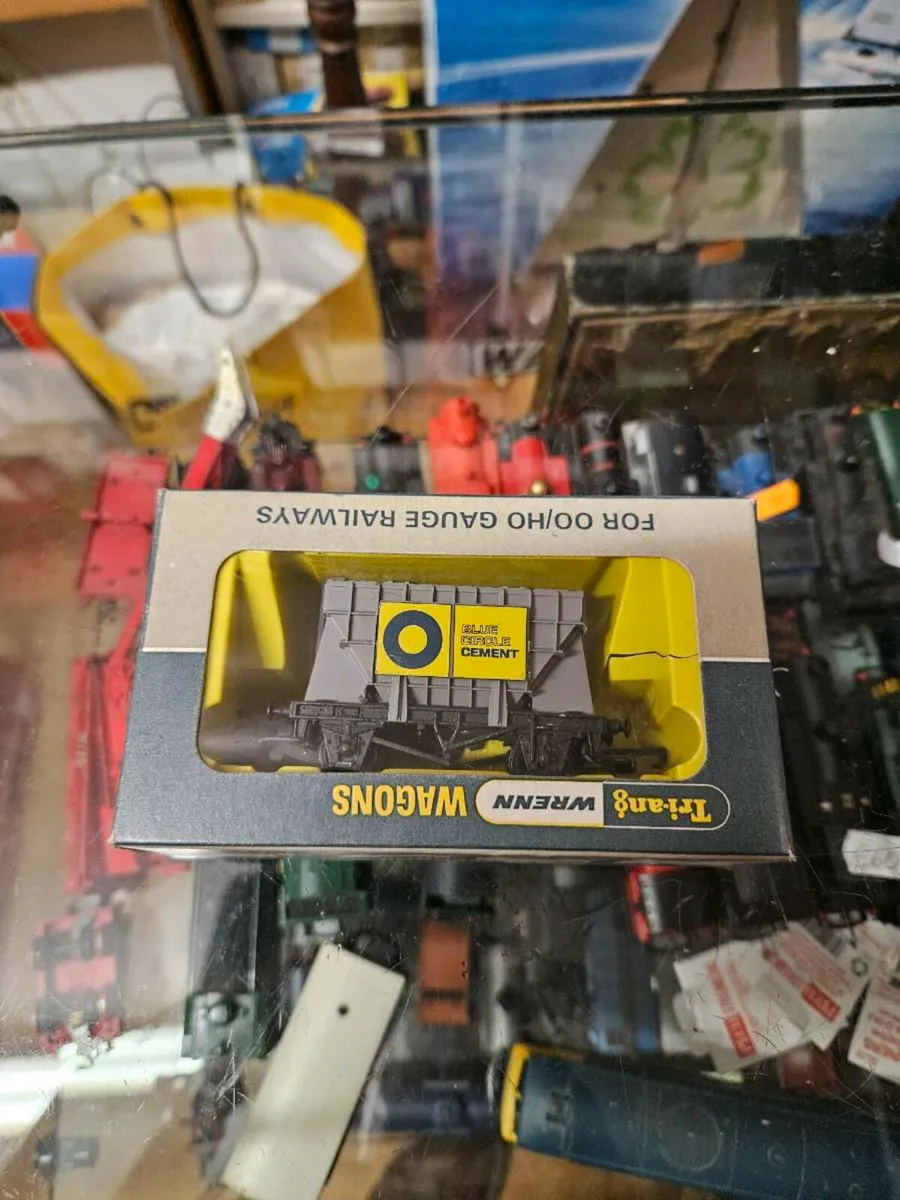 FOR OO/HO GAUGE RAILWAYS
BLUE
CIRCLE
CEMENT
Tri-ang WRENN WAGONS